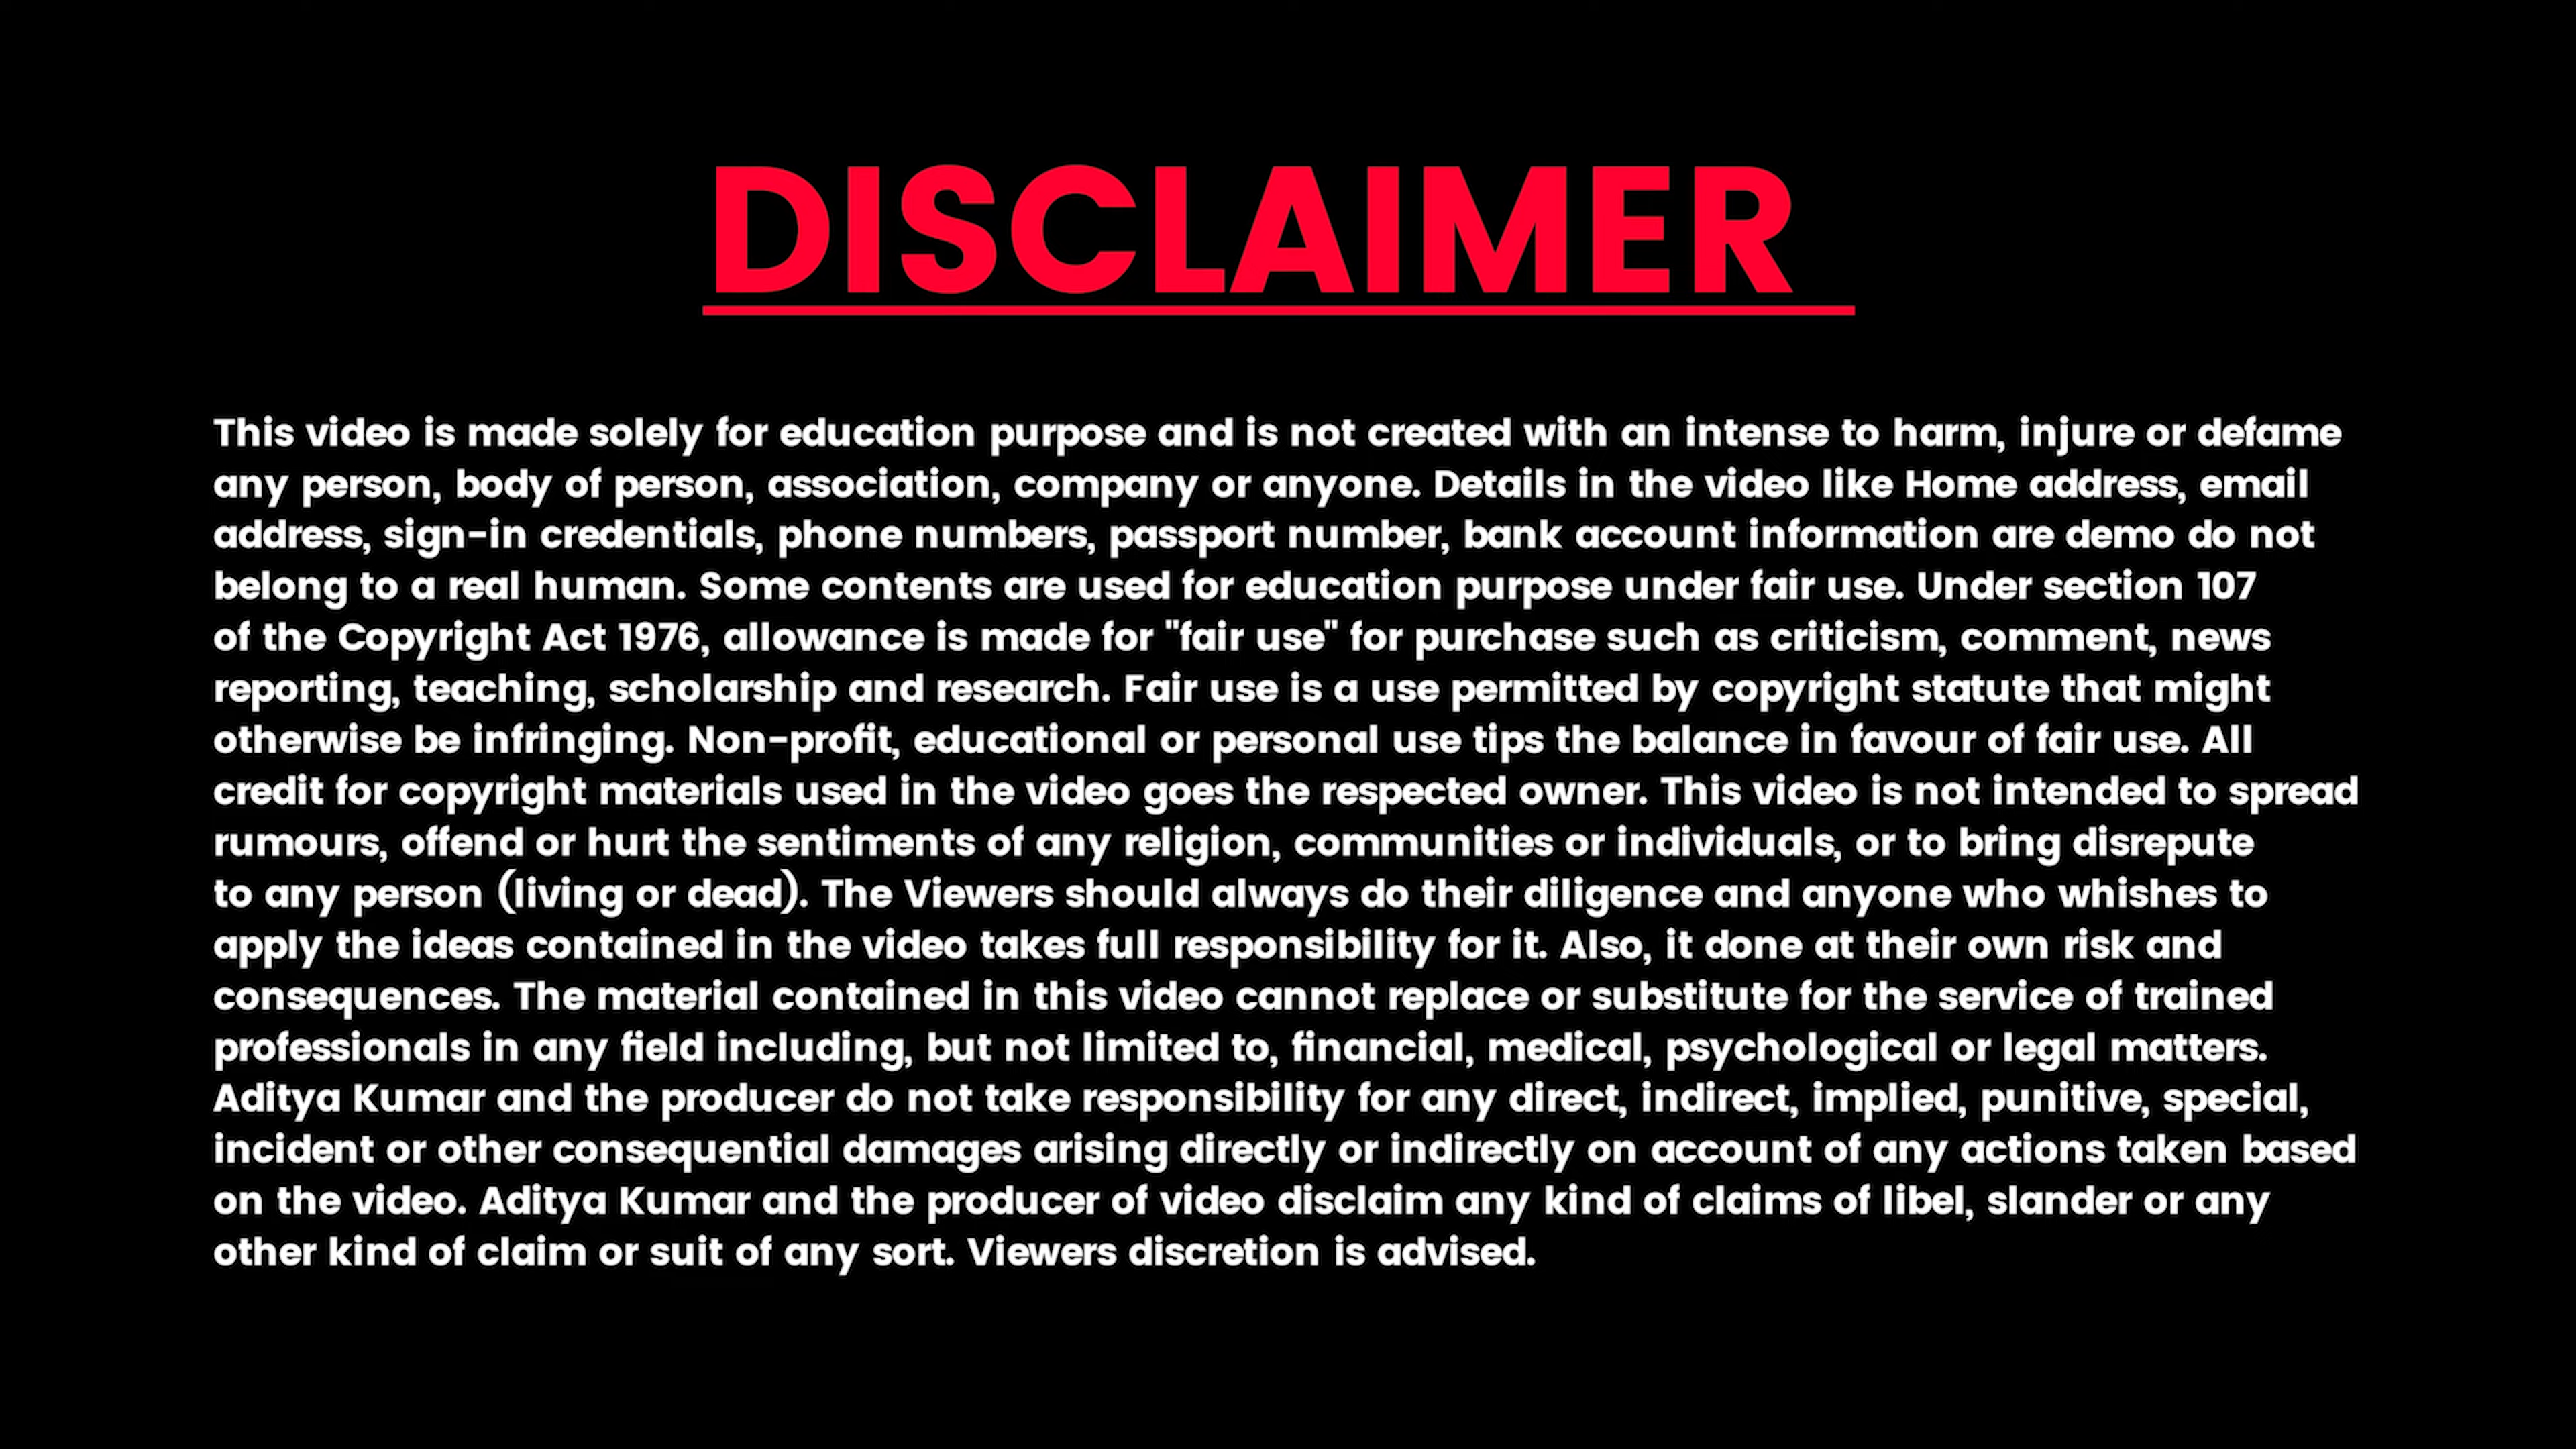 DISCLAIMER
This video is made solely for education purpose and is not created with an intense to harm, injure or defame
any person, body of person, association, company or anyone. Details in the video like Home address, email
address, sign-in credentials, phone numbers, passport number, bank account information are demo do not
belong to a real human. Some contents are used for education purpose under fair use. Under section 107
of the Copyright Act 1976, allowance is made for "fair use" for purchase such as criticism, comment, news
reporting, teaching, scholarship and research. Fair use is a use permitted by copyright statute that might
otherwise be infringing. Non-profit, educational or personal use tips the balance in favour of fair use. All
credit for copyright materials used in the video goes the respected owner. This video is not intended to spread
rumours, offend or hurt the sentiments of any religion, communities or individuals, or to bring disrepute
to any person (living or dead). The Viewers should always do their diligence and anyone who whishes to
apply the ideas contained in the video takes full responsibility for it. Also, it done at their own risk and
consequences. The material contained in this video cannot replace or substitute for the service of trained
professionals in any field including, but not limited to, financial, medical, psychological or legal matters.
Aditya Kumar and the producer do not take responsibility for any direct, indirect, implied, punitive, special,
incident or other consequential damages arising directly or indirectly on account of any actions taken based
on the video. Aditya Kumar and the producer of video disclaim any kind of claims of libel, slander or any
other kind of claim or suit of any sort. Viewers discretion is advised.